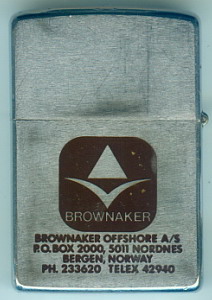 BROWNAKER
BROWNAKER OFFSHORE A/S
P.O.BOX 2000, 5011 NORDNES
BERGEN, NORWAY
PH. 233620 TELEX 42940